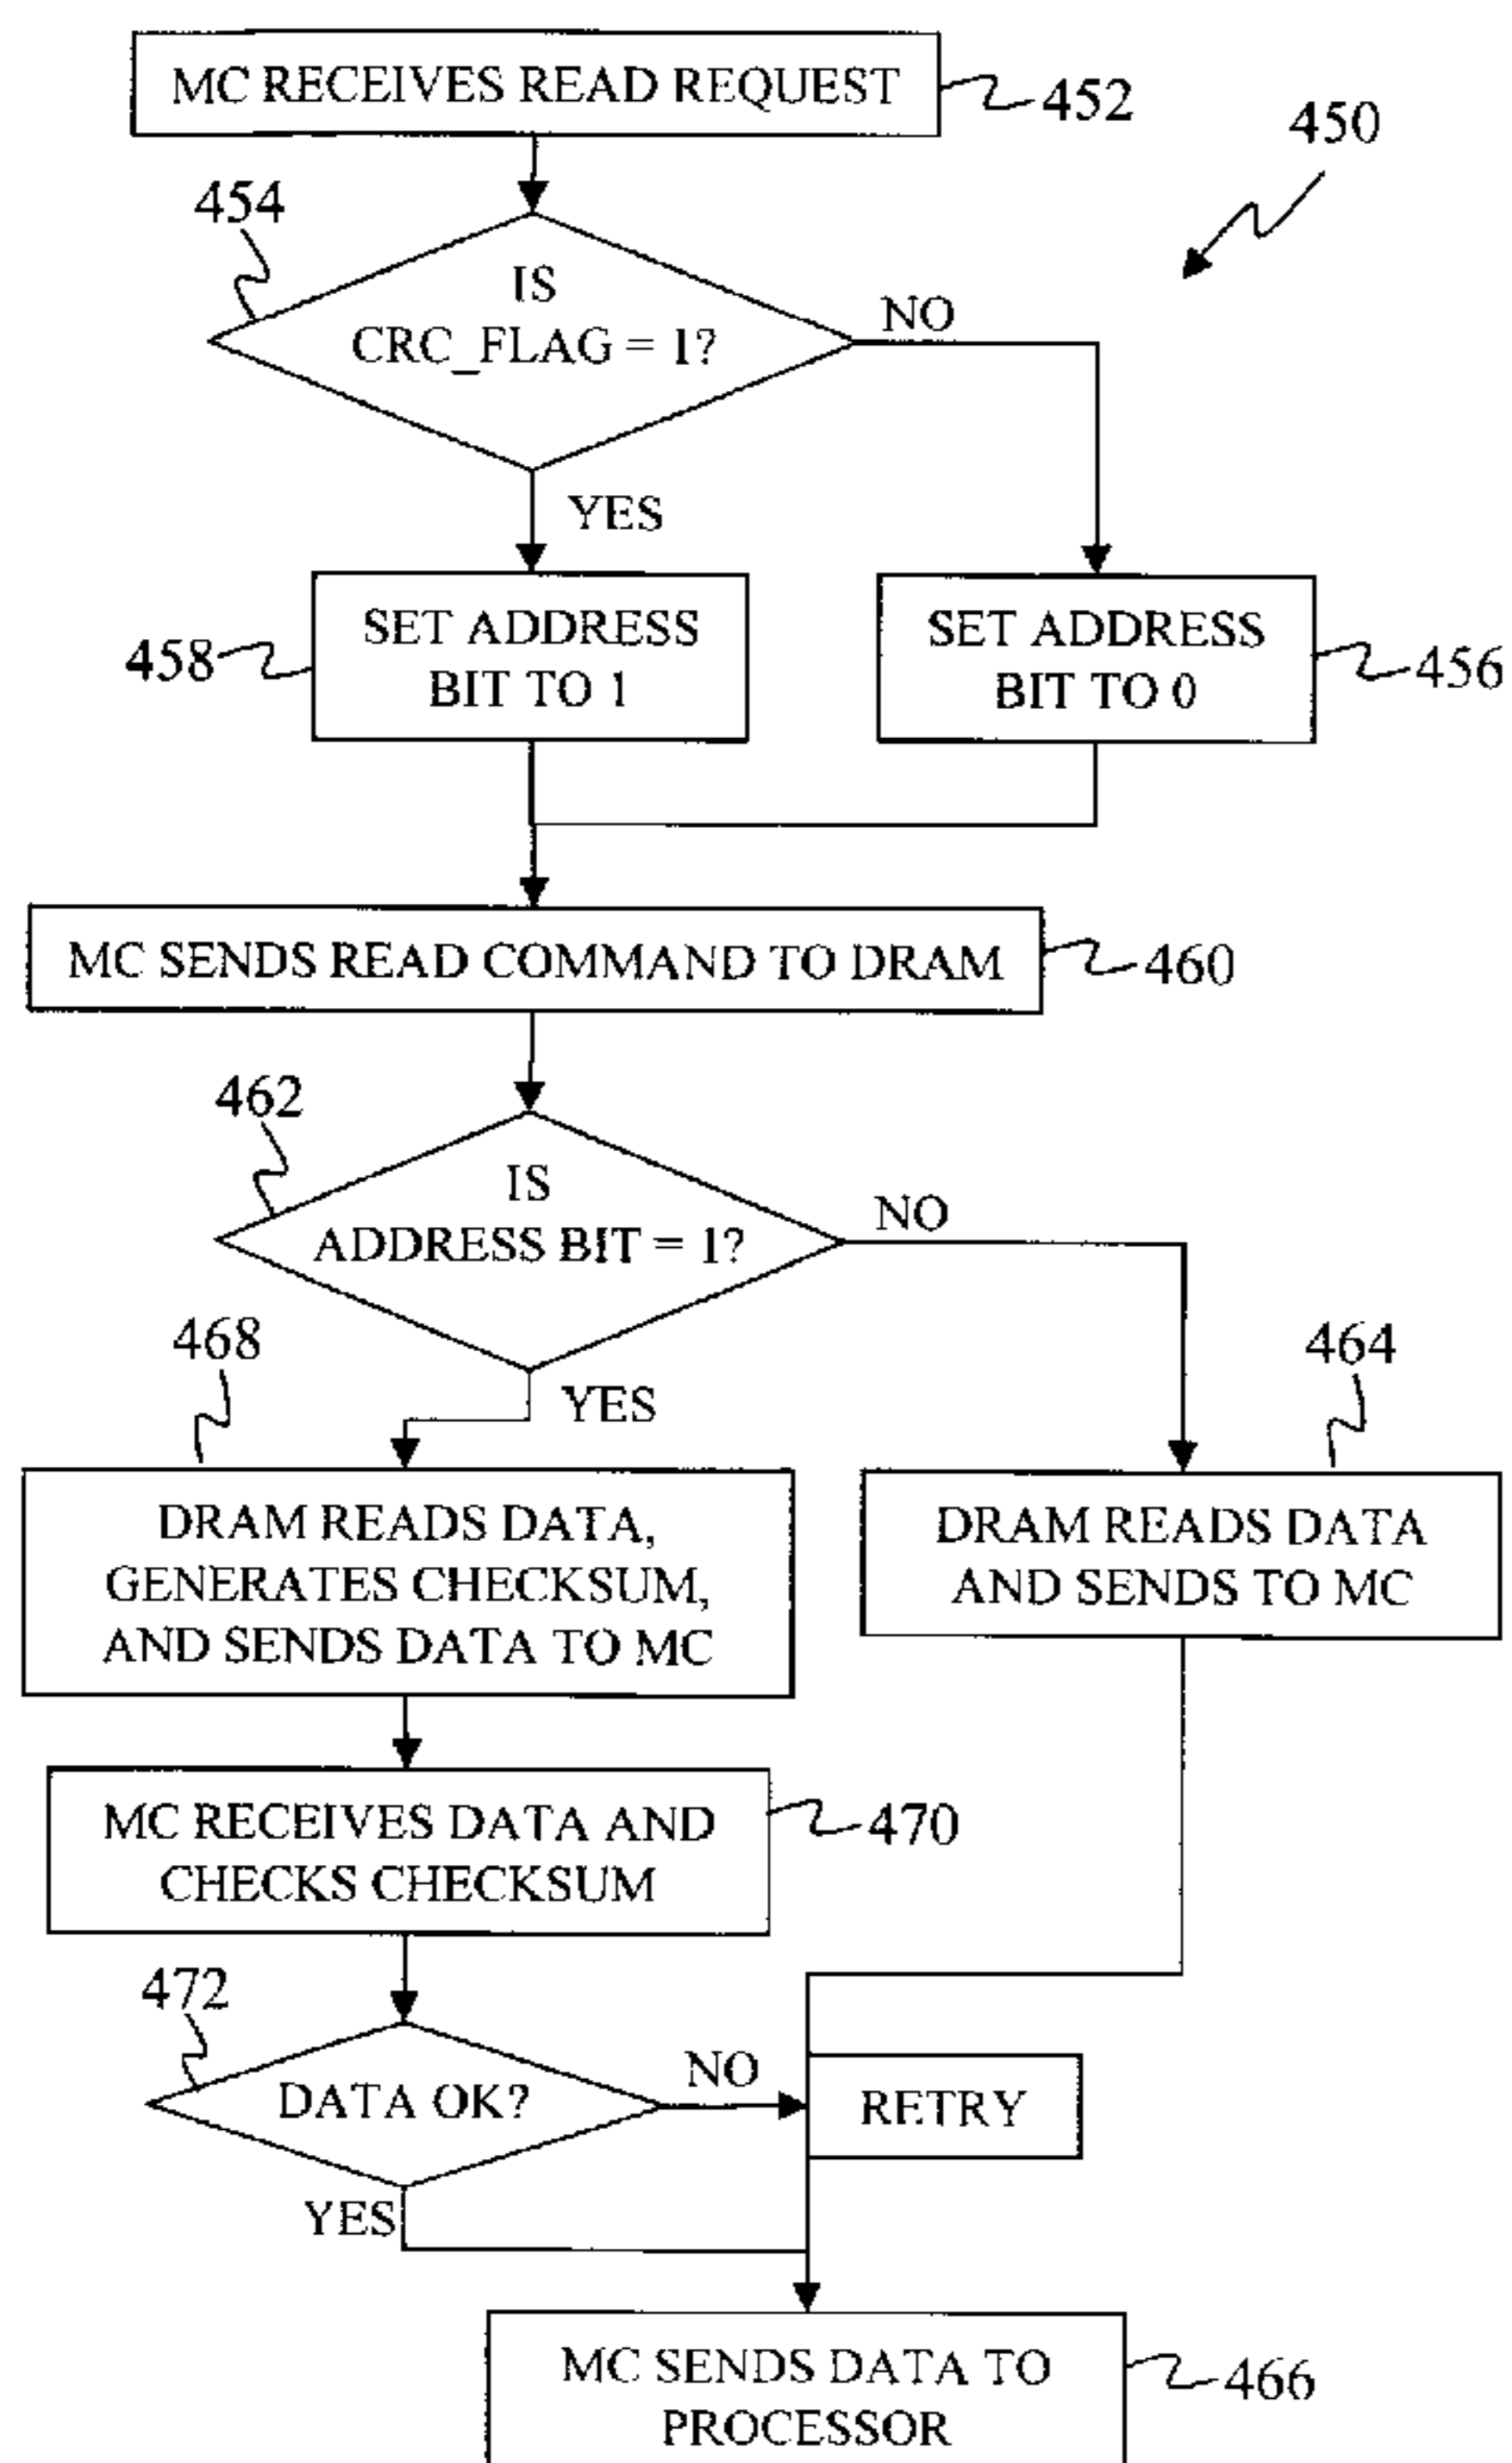 MC RECEIVES READ REQUEST
452
450
454
IS
CRC_FLAG = 1?
NO
YES
SET ADDRESS
BIT TO 1
458
SET ADDRESS
BIT TO 0
456
MC SENDS READ COMMAND TO DRAM
460
462
IS
ADDRESS BIT = 1?
NO
YES
468
464
DRAM READS DATA,
GENERATES CHECKSUM,
AND SENDS DATA TO MC
DRAM READS DATA
AND SENDS TO MC
MC RECEIVES DATA AND
CHECKS CHECKSUM
470
472
DATA OK?
NO
RETRY
YES
MC SENDS DATA TO
PROCESSOR
466